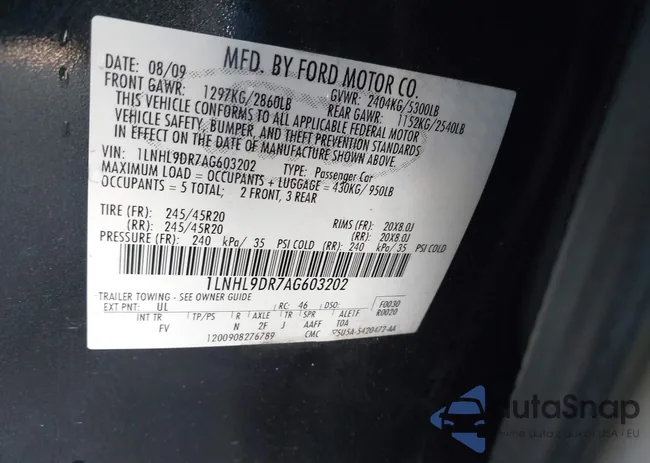 MFD. BY FORD MOTOR CO.
DATE: 08/09 GVWR: 2404KG/5300LB
FRONT GAWR: 1297KG/2860LB REAR GAWR: 1152KG/2540LB
THIS VEHICLE CONFORMS TO ALL APPLICABLE FEDERAL MOTOR
VEHICLE SAFETY, BUMPER, AND THEFT PREVENTION STANDARDS
IN EFFECT ON THE DATE OF MANUFACTURE SHOWN ABOVE.
VIN: 1LNHL9DR7AG603202 TYPE: Passenger Car
MAXIMUM LOAD = OCCUPANTS + LUGGAGE = 430KG/950LB
OCCUPANTS = 5 TOTAL; 2 FRONT, 3 REAR
TIRE (FR): 245/45R20 RIMS (FR): 20X8.0J
(RR): 245/45R20 (RR): 20X8.0J
PRESSURE (FR): 240 kPa/ 35 PSI COLD (RR): 240 kPa/ 35 PSI COLD
1LNHL9DR7AG603202
TRAILER TOWING - SEE OWNER GUIDE
EXT PNT: UL RC: 46 DSO: F0030
R0020
INT TR TP/PS R AXLE TR SPR ALETF
FV N 2F J AAFF TOA
1200908276789 CMC
autaSnap